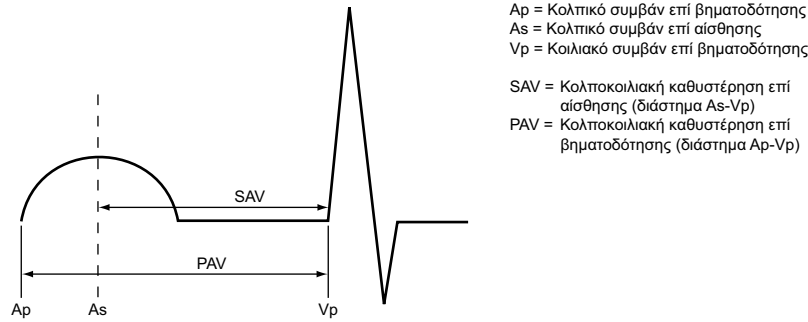 Ap = Κολπικό συμβάν επί βηματοδότησης
As = Κολπικό συμβάν επί αίσθησης
Vp = Κοιλιακό συμβάν επί βηματοδότησης
SAV = Κολποκοιλιακή καθυστέρηση επί
αίσθησης (διάστημα As-Vp)
PAV = Κολποκοιλιακή καθυστέρηση επί
βηματοδότησης (διάστημα Ap-Vp)
SAV
PAV
Ap As Vp